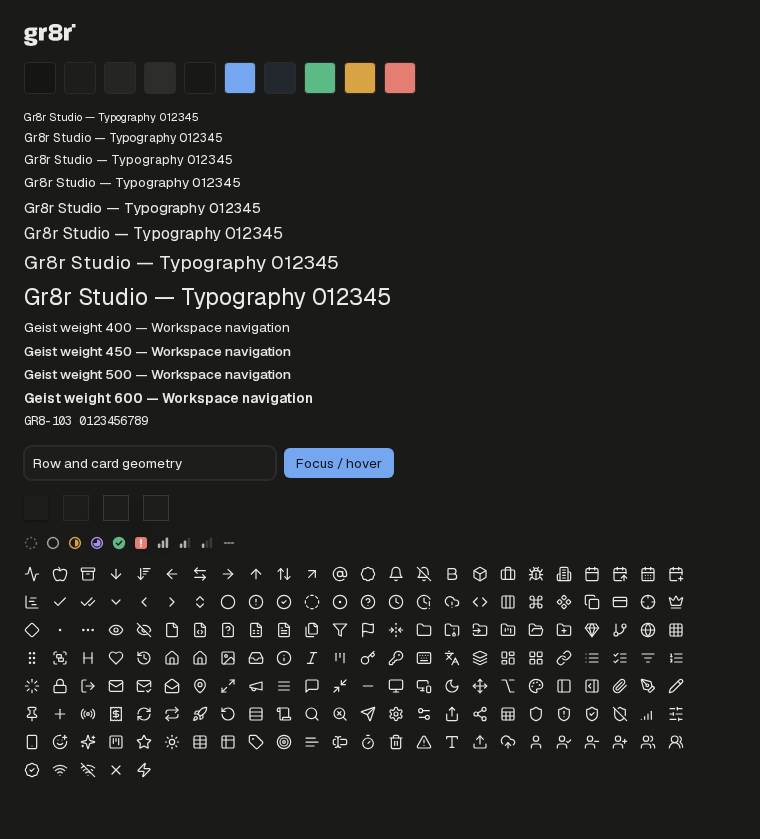 gr8r
Gr8r Studio — Typography 012345
Gr8r Studio — Typography 012345
Gr8r Studio — Typography 012345
Gr8r Studio — Typography 012345
Gr8r Studio — Typography 012345
Gr8r Studio — Typography 012345
Gr8r Studio — Typography 012345
Gr8r Studio — Typography 012345
Geist weight 400 — Workspace navigation
Geist weight 450 — Workspace navigation
Geist weight 500 — Workspace navigation
Geist weight 600 — Workspace navigation
GR8-103 0123456789
Row and card geometry
Focus / hover